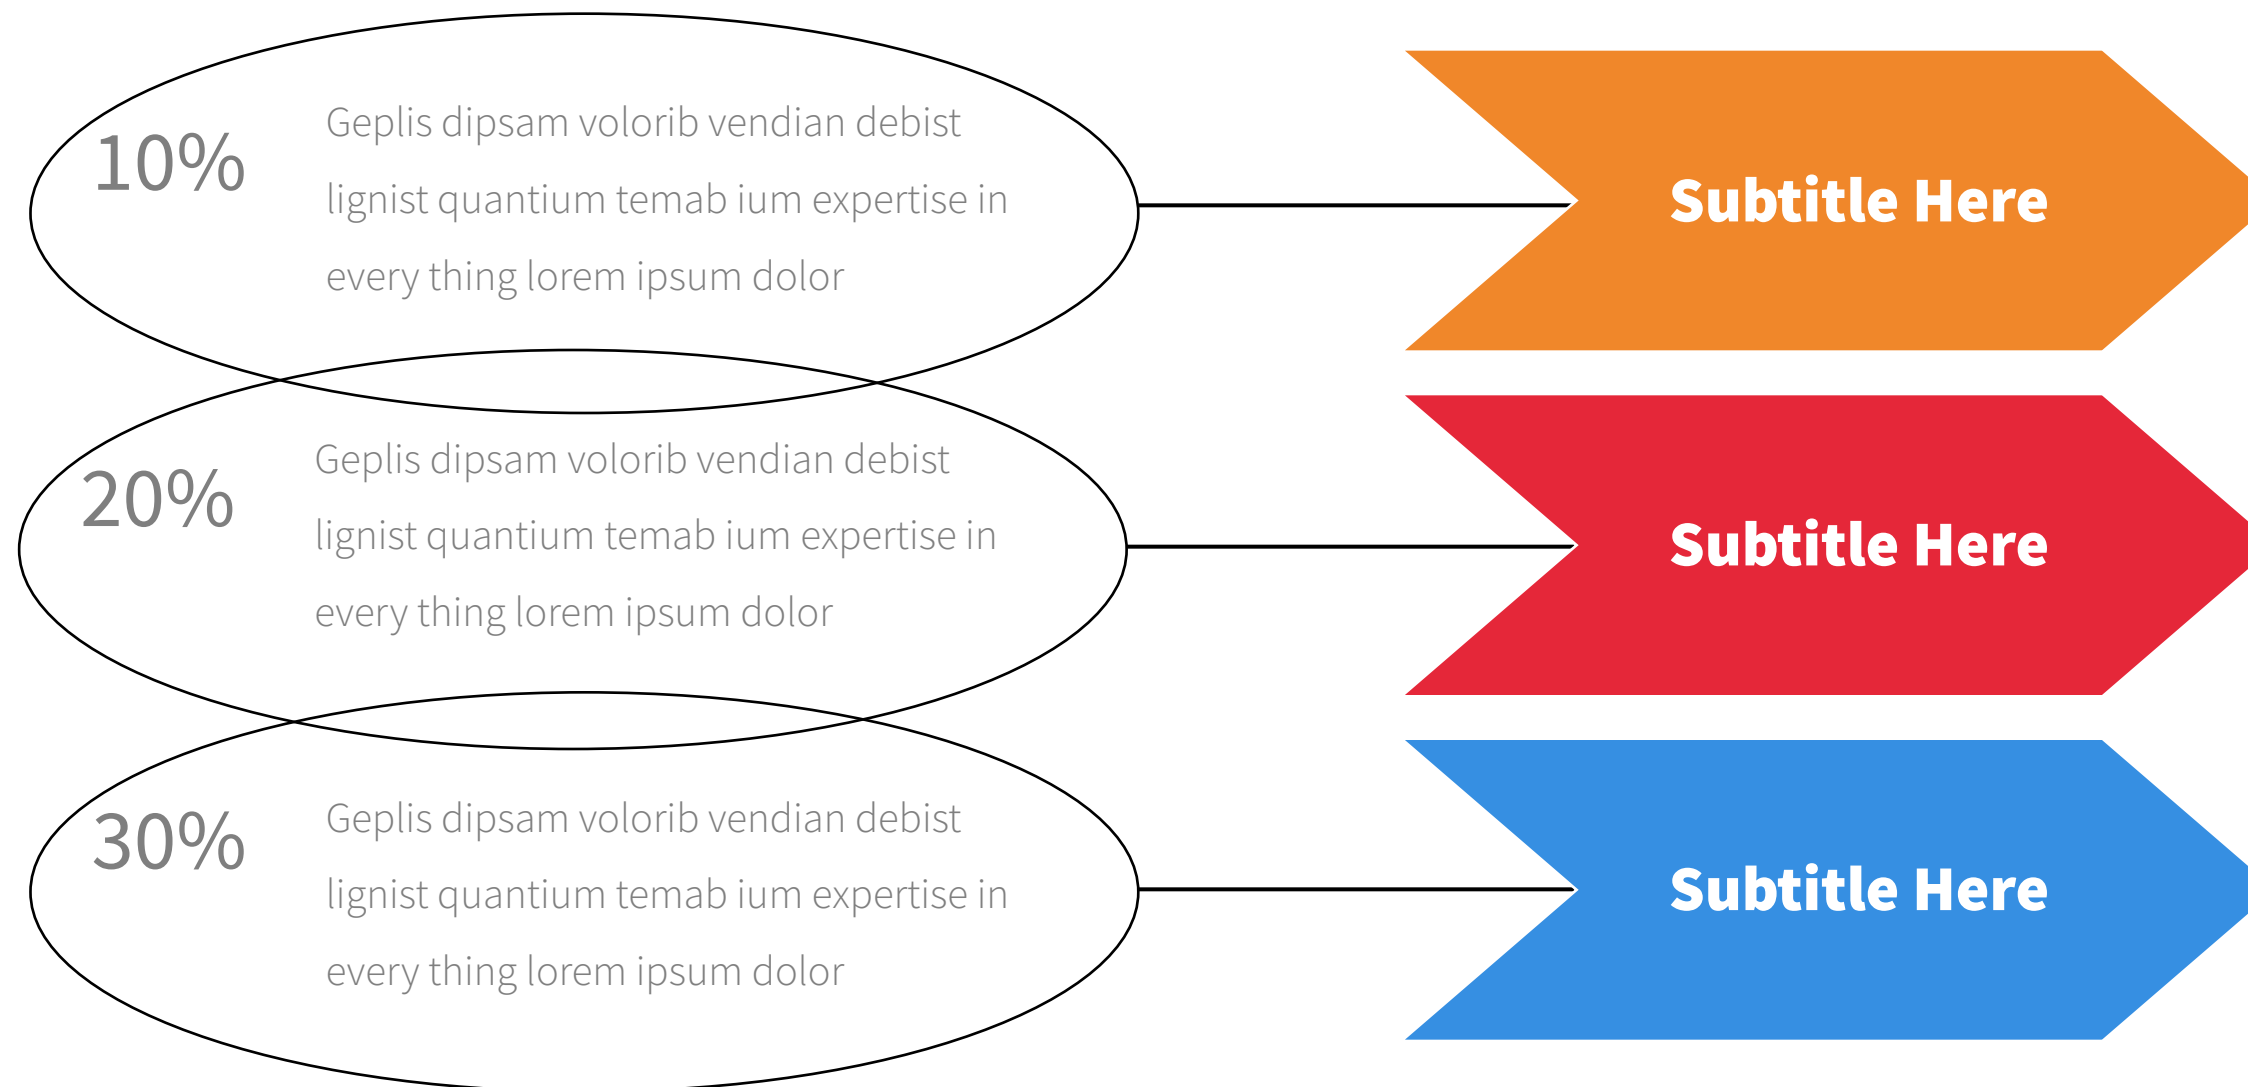 10%
Geplis dipsam volorib vendian debist
lignist quantium temab ium expertise in
every thing lorem ipsum dolor
Subtitle Here
20%
Geplis dipsam volorib vendian debist
lignist quantium temab ium expertise in
every thing lorem ipsum dolor
Subtitle Here
30%
Geplis dipsam volorib vendian debist
lignist quantium temab ium expertise in
every thing lorem ipsum dolor
Subtitle Here